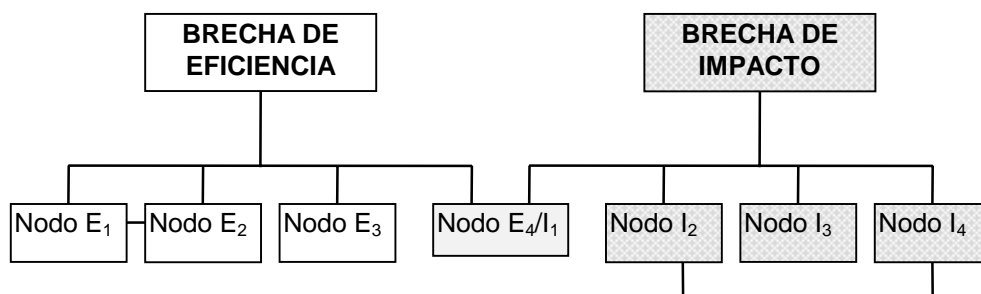 BRECHA DE
EFICIENCIA
BRECHA DE
IMPACTO
Nodo E₁
Nodo E₂
Nodo E₃
Nodo E₄/I₁
Nodo I₂
Nodo I₃
Nodo I₄